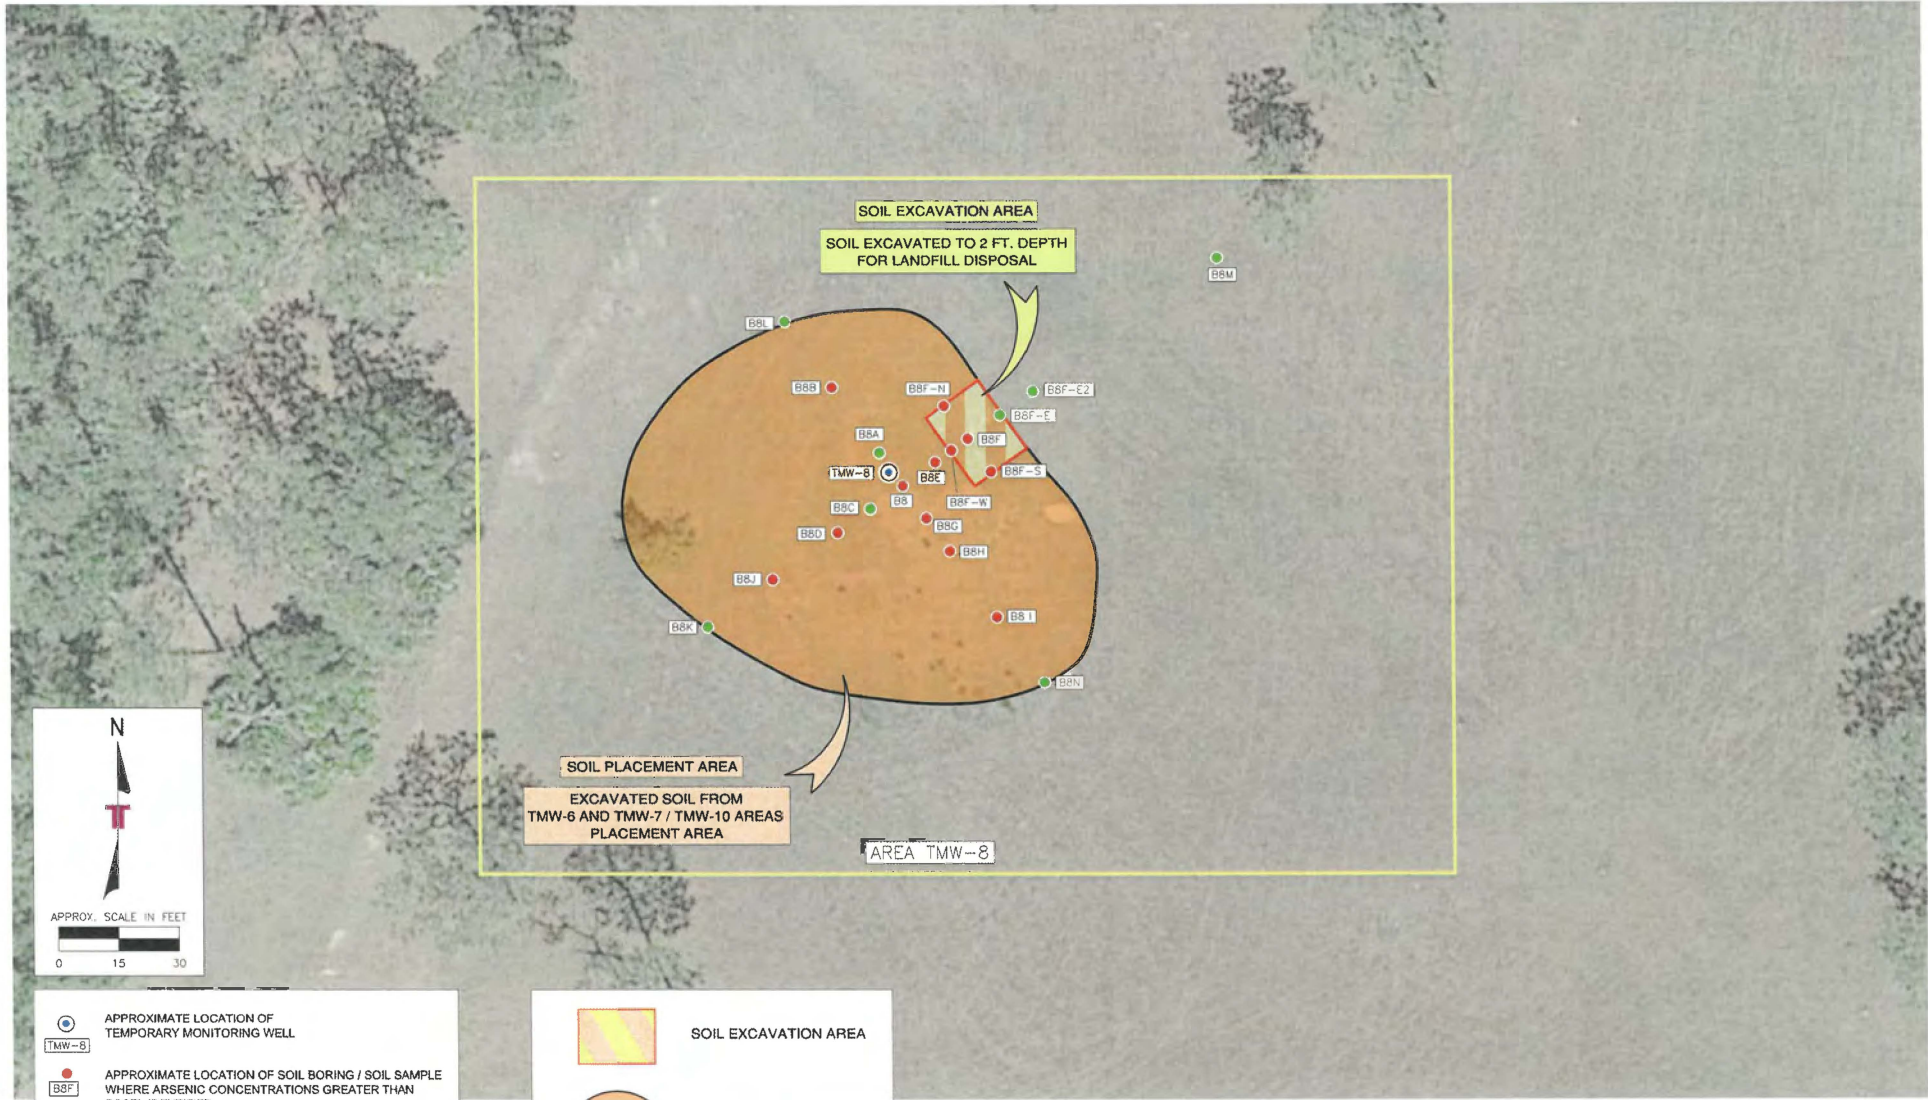 SOIL EXCAVATION AREA
SOIL EXCAVATED TO 2 FT. DEPTH
FOR LANDFILL DISPOSAL
B8M
B8L
B8B
B8F-N
B8F-E2
B8F-E
B8A
B8F
TMW-8
B8E
B8F-S
B8
B8F-W
B8C
B8G
B8D
B8H
B8J
B8 I
B8K
B8N
SOIL PLACEMENT AREA
EXCAVATED SOIL FROM
TMW-6 AND TMW-7 / TMW-10 AREAS
PLACEMENT AREA
AREA TMW-8
N
APPROX. SCALE IN FEET
0 15 30
APPROXIMATE LOCATION OF
TEMPORARY MONITORING WELL
TMW-8
APPROXIMATE LOCATION OF SOIL BORING / SOIL SAMPLE
WHERE ARSENIC CONCENTRATIONS GREATER THAN
B8F
SOIL EXCAVATION AREA